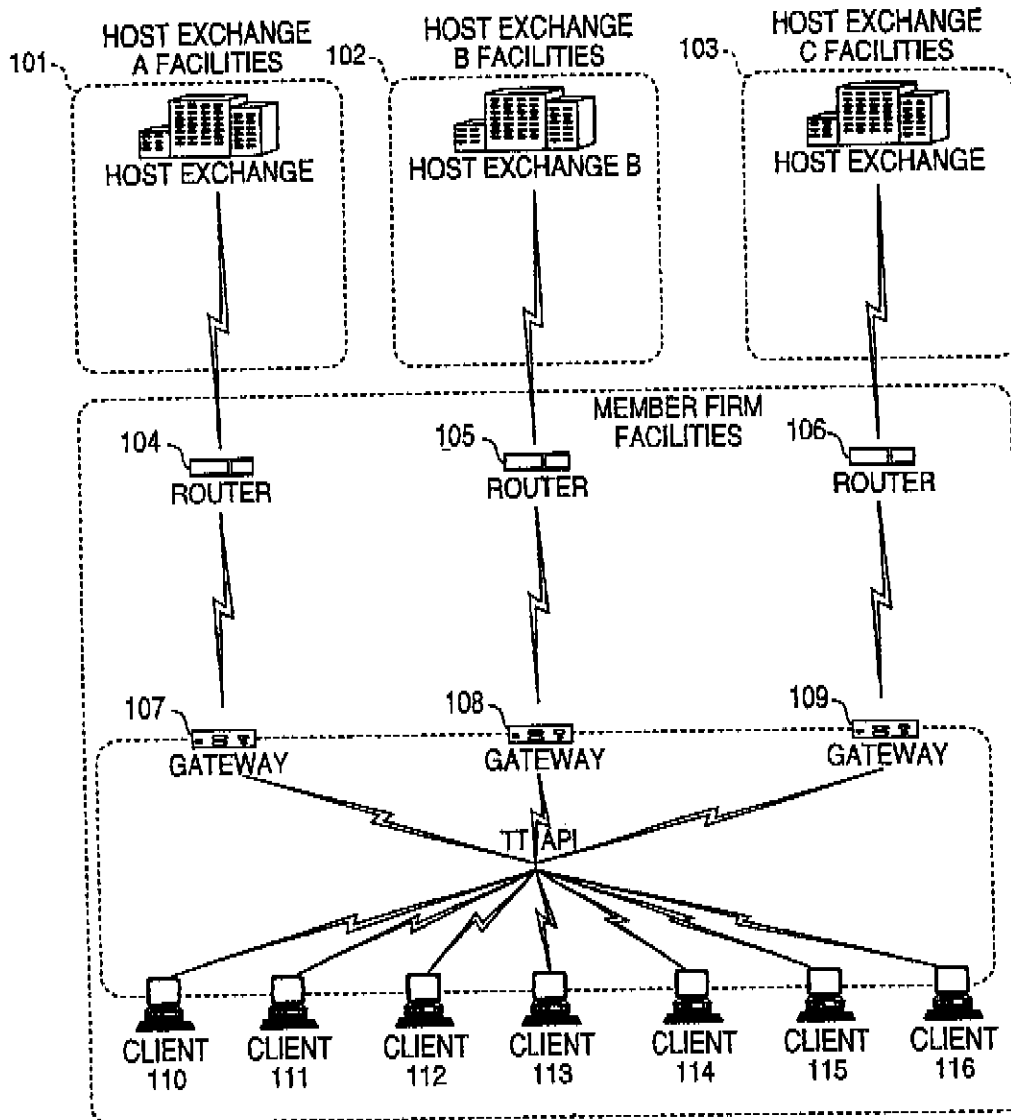 HOST EXCHANGE
A FACILITIES
HOST EXCHANGE
B FACILITIES
HOST EXCHANGE
C FACILITIES
101
102
103
HOST EXCHANGE
HOST EXCHANGE B
HOST EXCHANGE
MEMBER FIRM
FACILITIES
104
105
106
ROUTER
ROUTER
ROUTER
107
108
109
GATEWAY
GATEWAY
GATEWAY
TT API
CLIENT
110
CLIENT
111
CLIENT
112
CLIENT
113
CLIENT
114
CLIENT
115
CLIENT
116